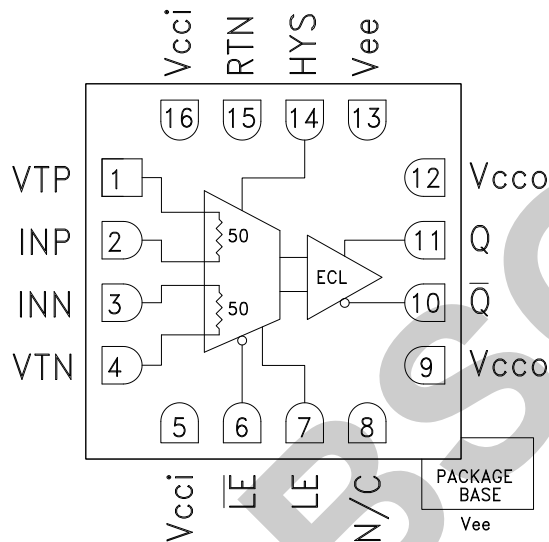 Vcci
RTN
HYS
Vee
16
15
14
13
VTP
1
12
Vcco
INP
2
50
11
Q
ECL
INN
3
50
10
Q̅
VTN
4
9
Vcco
5
6
7
8
Vcci
L̅E̅
LE
N/C
PACKAGE
BASE
Vee